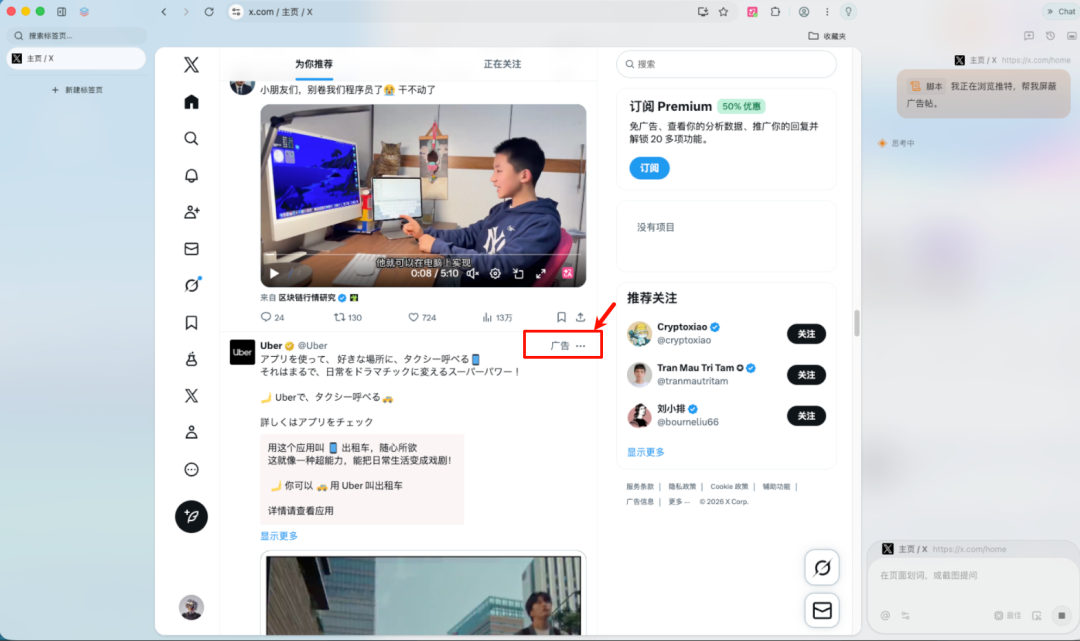 x.com / 主页 / X
Chat
搜索标签页...
收藏夹
主页 / X
新建标签页
主页 / X https://x.com/home
脚本 我正在浏览推特，帮我屏蔽
广告帖。
思考中
为你推荐
正在关注
小朋友们，别卷我们程序员了😭 干不动了
他就可以在电脑上实现
0:08 / 5:10
来自 区块链行情研究
24
130
724
13万
Uber @Uber
广告
Uber
アプリを使って、 好きな場所に、タクシー呼べる📱
それはまるで、日常をドラマチックに変えるスーパーパワー！
🤳 Uberで、タクシー呼べる🚕
詳しくはアプリをチェック
用这个应用叫 📱 出租车，随心所欲
这就像一种超能力，能把日常生活变成戏剧！
🤳 你可以 🚕 用 Uber 叫出租车
详情请查看应用
显示更多
搜索
订阅 Premium 50% 优惠
免广告、查看你的分析数据、推广你的回复并
解锁 20 多项功能。
订阅
没有项目
推荐关注
Cryptoxiao
@cryptoxiao
关注
Tran Mau Tri Tam
@tranmautritam
关注
刘小排
@bourneliu66
关注
显示更多
服务条款 | 隐私政策 | Cookie 政策 | 辅助功能 |
广告信息 | 更多 ... © 2026 X Corp.
主页 / X https://x.com/home
在页面划词，或截图提问
最佳